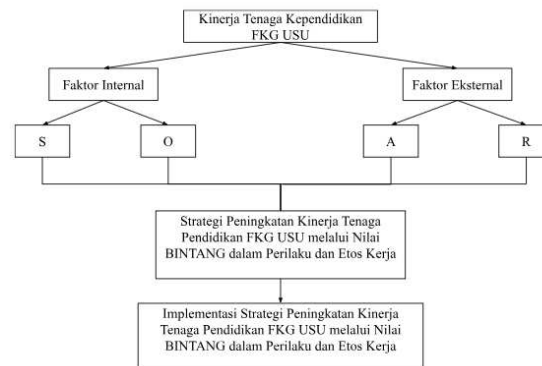 Kinerja Tenaga Kependidikan
FKG USU
Faktor Internal
Faktor Eksternal
S
O
A
R
Strategi Peningkatan Kinerja Tenaga
Pendidikan FKG USU melalui Nilai
BINTANG dalam Perilaku dan Etos Kerja
Implementasi Strategi Peningkatan Kinerja
Tenaga Pendidikan FKG USU melalui Nilai
BINTANG dalam Perilaku dan Etos Kerja